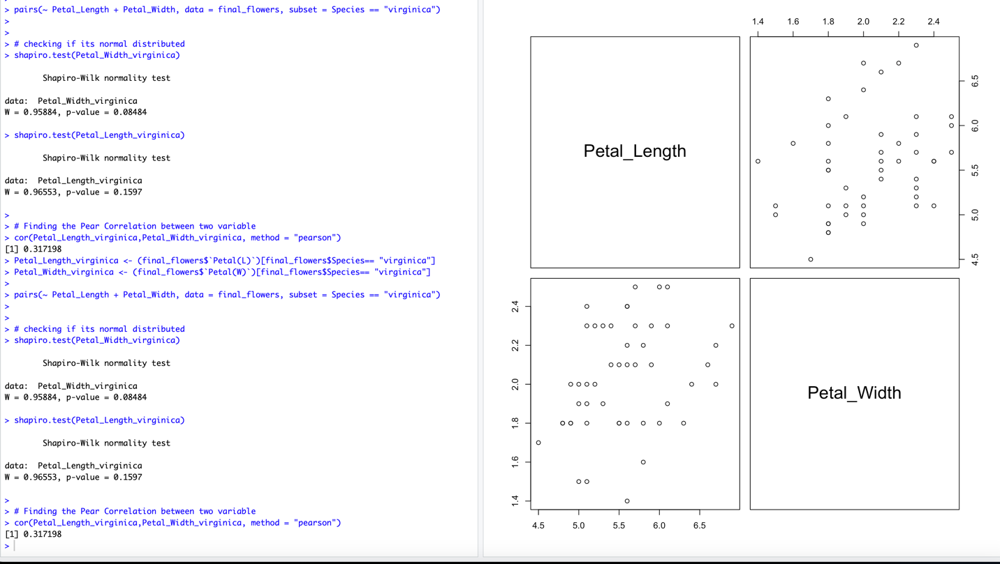 > pairs(~ Petal_Length + Petal_Width, data = final_flowers, subset = Species == "virginica")
>
>
> # checking if its normal distributed
> shapiro.test(Petal_Width_virginica)
Shapiro-Wilk normality test
data:  Petal_Width_virginica
W = 0.95884, p-value = 0.08484
> shapiro.test(Petal_Length_virginica)
Shapiro-Wilk normality test
data:  Petal_Length_virginica
W = 0.96553, p-value = 0.1597
>
> # Finding the Pear Correlation between two variable
> cor(Petal_Length_virginica,Petal_Width_virginica, method = "pearson")
[1] 0.317198
> Petal_Length_virginica <- (final_flowers$`Petal(L)`)[final_flowers$Species== "virginica"]
> Petal_Width_virginica <- (final_flowers$`Petal(W)`)[final_flowers$Species== "virginica"]
>
> pairs(~ Petal_Length + Petal_Width, data = final_flowers, subset = Species == "virginica")
>
>
> # checking if its normal distributed
> shapiro.test(Petal_Width_virginica)
Shapiro-Wilk normality test
data:  Petal_Width_virginica
W = 0.95884, p-value = 0.08484
> shapiro.test(Petal_Length_virginica)
Shapiro-Wilk normality test
data:  Petal_Length_virginica
W = 0.96553, p-value = 0.1597
>
> # Finding the Pear Correlation between two variable
> cor(Petal_Length_virginica,Petal_Width_virginica, method = "pearson")
[1] 0.317198
>
1.4 1.6 1.8 2.0 2.2 2.4
Petal_Length
6.5
6.0
5.5
5.0
4.5
2.4
2.2
2.0
1.8
1.6
1.4
Petal_Width
4.5 5.0 5.5 6.0 6.5